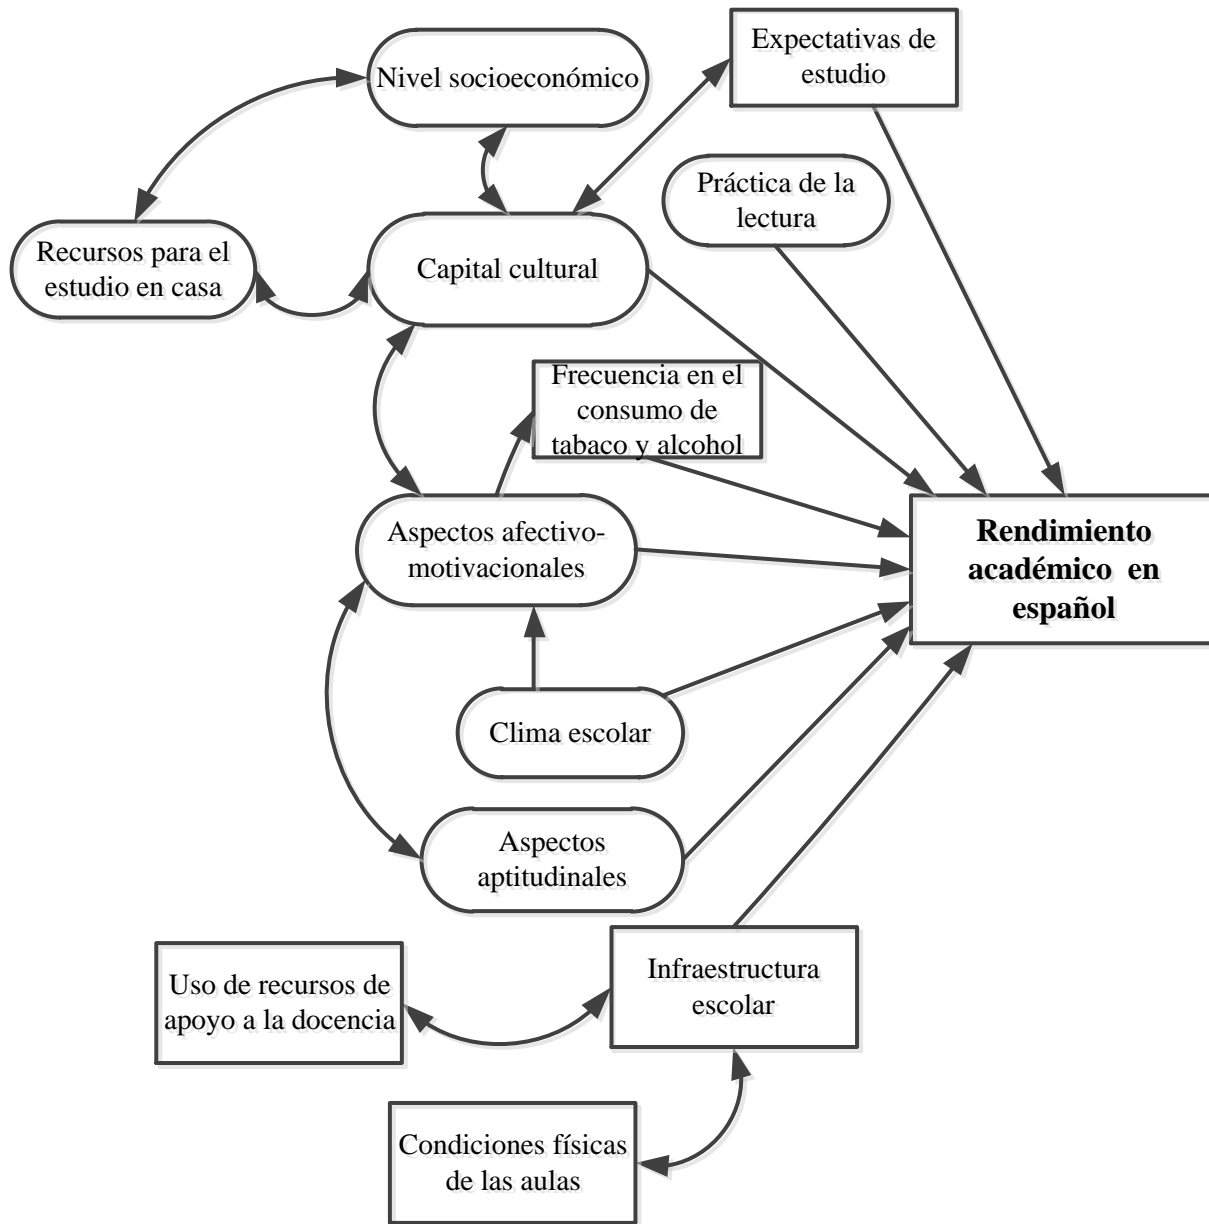 Expectativas de
estudio
Nivel socioeconómico
Práctica de la
lectura
Recursos para el
estudio en casa
Capital cultural
Frecuencia en el
consumo de
tabaco y alcohol
Aspectos afectivo-
motivacionales
Rendimiento
académico en
español
Clima escolar
Aspectos
aptitudinales
Uso de recursos de
apoyo a la docencia
Infraestructura
escolar
Condiciones físicas
de las aulas